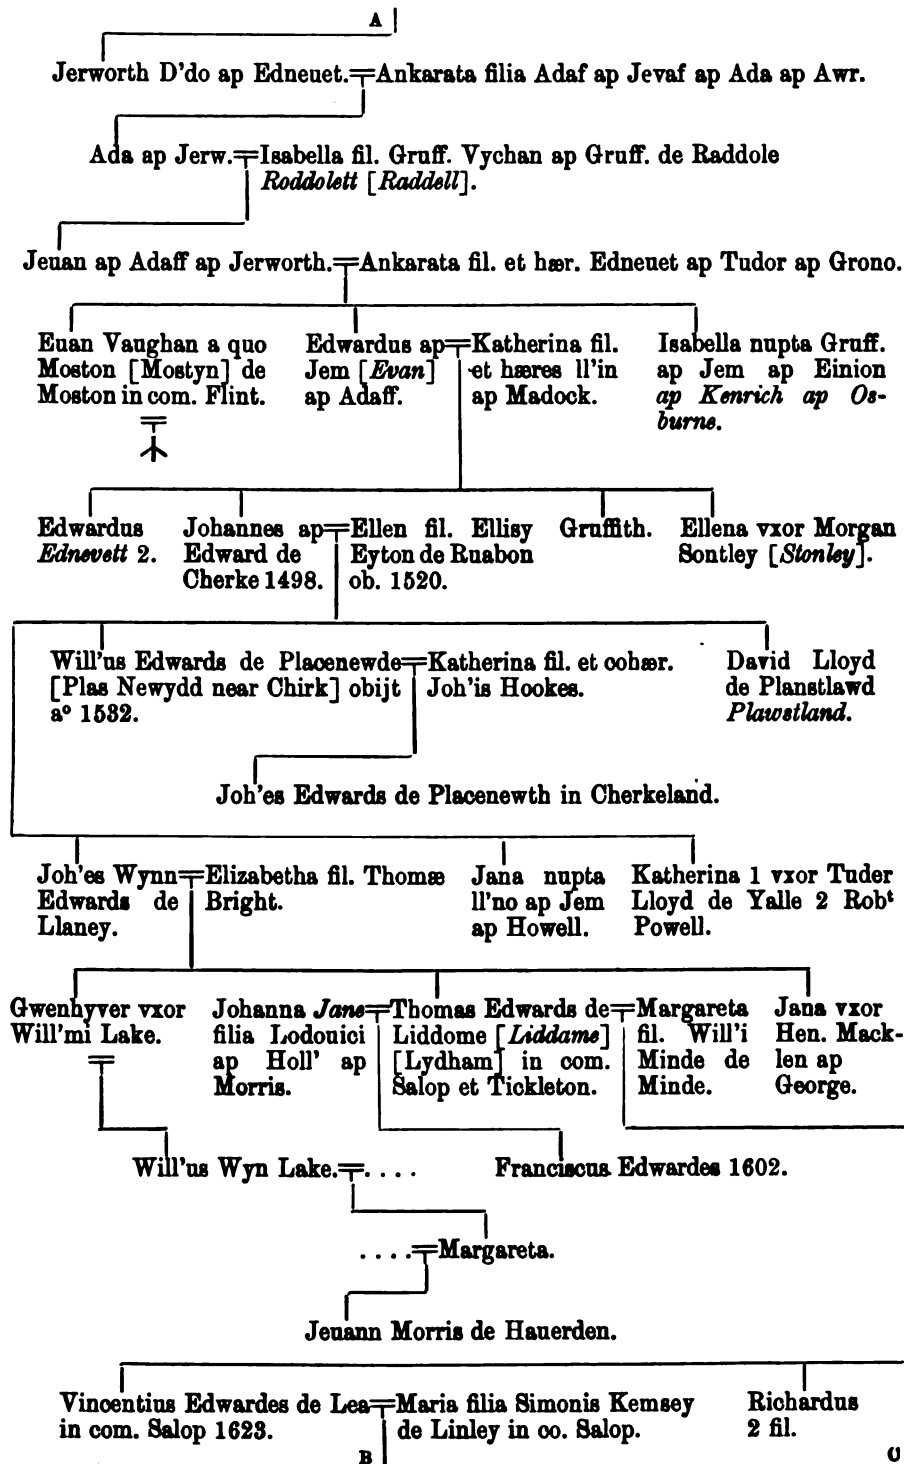 A
Jerworth D'do ap Edneuet.=Ankarata filia Adaf ap Jevaf ap Ada ap Awr.
Ada ap Jerw.=Isabella fil. Gruff. Vychan ap Gruff. de Raddole
Roddolett [Raddell].
Jeuan ap Adaff ap Jerworth.=Ankarata fil. et hær. Edneuet ap Tudor ap Grono.
Euan Vaughan a quo
Moston [Mostyn] de
Moston in com. Flint.
Edwardus ap
Jem [Evan]
ap Adaff.
=Katherina fil.
et hæres ll'in
ap Madock.
Isabella nupta Gruff.
ap Jem ap Einion
ap Kenrich ap Os-
burne.
Edwardus
Ednevett 2.
Johannes ap
Edward de
Cherke 1498.
=Ellen fil. Ellisy
Eyton de Ruabon
ob. 1520.
Gruffith.
Ellena vxor Morgan
Sontley [Stonley].
Will'us Edwards de Placenewde
[Plas Newydd near Chirk] obijt
aº 1532.
=Katherina fil. et cohær.
Joh'is Hookes.
David Lloyd
de Planstlawd
Plawstland.
Joh'es Edwards de Placenewth in Cherkeland.
Joh'es Wynn
Edwards de
Llaney.
=Elizabetha fil. Thomæ
Bright.
Jana nupta
ll'no ap Jem
ap Howell.
Katherina 1 vxor Tuder
Lloyd de Yalle 2 Robᵗ
Powell.
Gwenhyver vxor
Will'mi Lake.
Johanna Jane
filia Lodouici
ap Holl' ap
Morris.
=Thomas Edwards de
Liddome [Liddame]
[Lydham] in com.
Salop et Tickleton.
=Margareta
fil. Will'i
Minde de
Minde.
Jana vxor
Hen. Mack-
len ap
George.
Will'us Wyn Lake.=....
Franciscus Edwardes 1602.
....=Margareta.
Jeuann Morris de Hauerden.
Vincentius Edwardes de Lea
in com. Salop 1623.
=Maria filia Simonis Kemsey
de Linley in co. Salop.
Richardus
2 fil.
B
C